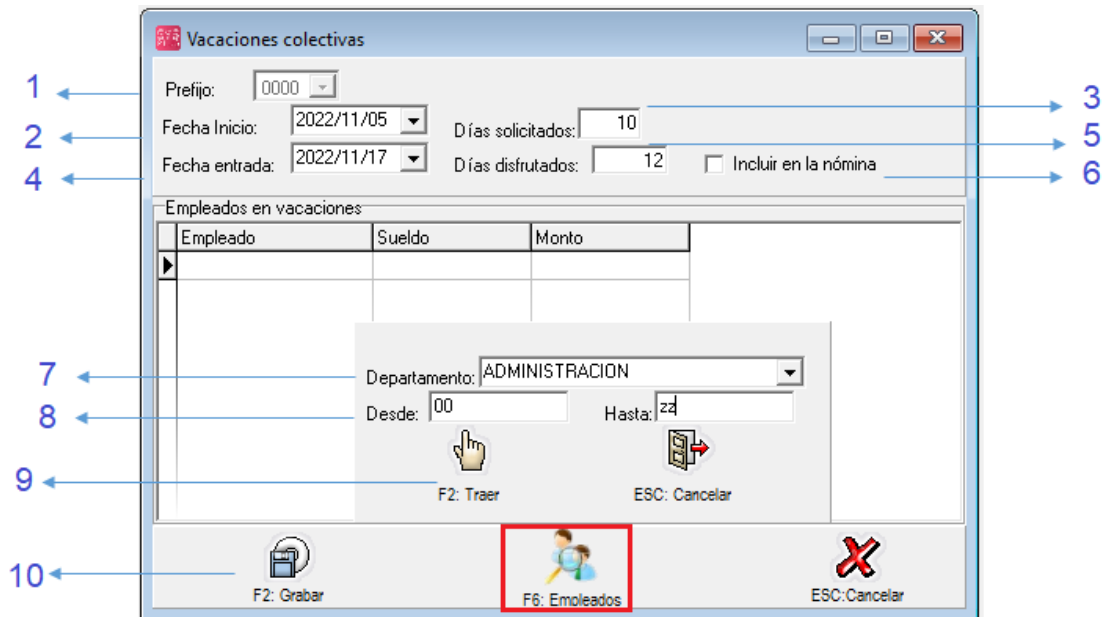 Vacaciones colectivas
1 Prefijo: 0000
2 Fecha Inicio: 2022/11/05 Días solicitados: 10 3
4 Fecha entrada: 2022/11/17 Días disfrutados: 12 5
Incluir en la nómina 6
Empleados en vacaciones
Empleado Sueldo Monto
7 Departamento: ADMINISTRACION
8 Desde: 00 Hasta: zz
9 F2: Traer ESC: Cancelar
10 F2: Grabar F6: Empleados ESC:Cancelar